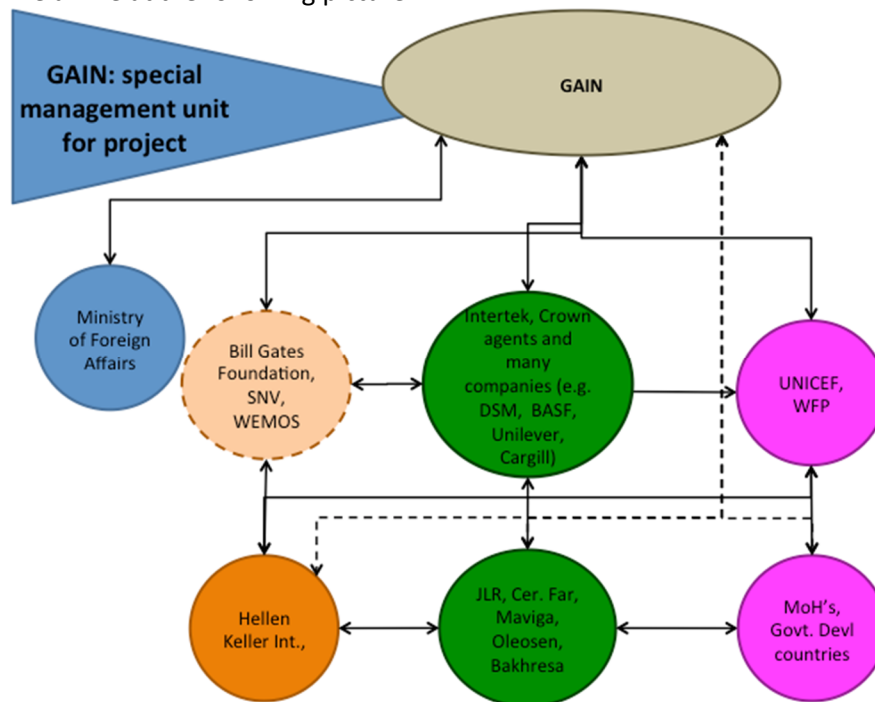 GAIN: special
management unit
for project
GAIN
Ministry
of Foreign
Affairs
Bill Gates
Foundation,
SNV,
WEMOS
Intertek, Crown
agents and
many
companies (e.g.
DSM, BASF,
Unilever,
Cargill)
UNICEF,
WFP
Hellen
Keller Int.,
JLR, Cer. Far,
Maviga,
Oleosen,
Bakhresa
MoH's,
Govt. Devl
countries